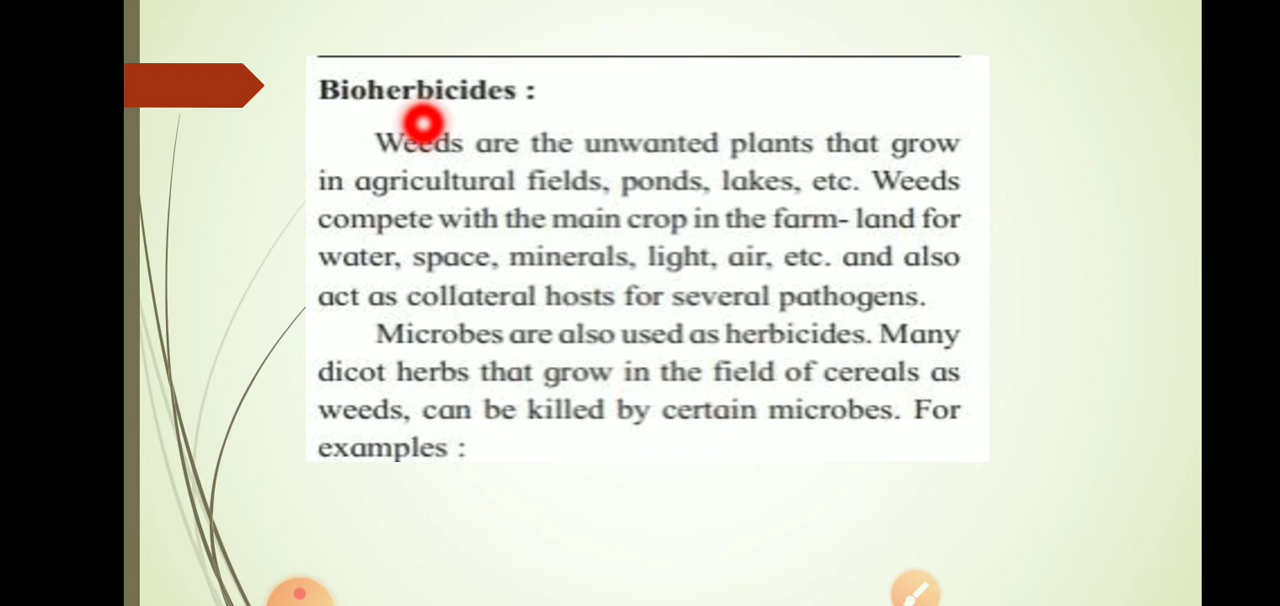 Bioherbicides :
Weeds are the unwanted plants that grow
in agricultural fields, ponds, lakes, etc. Weeds
compete with the main crop in the farm- land for
water, space, minerals, light, air, etc. and also
act as collateral hosts for several pathogens.
Microbes are also used as herbicides. Many
dicot herbs that grow in the field of cereals as
weeds, can be killed by certain microbes. For
examples :